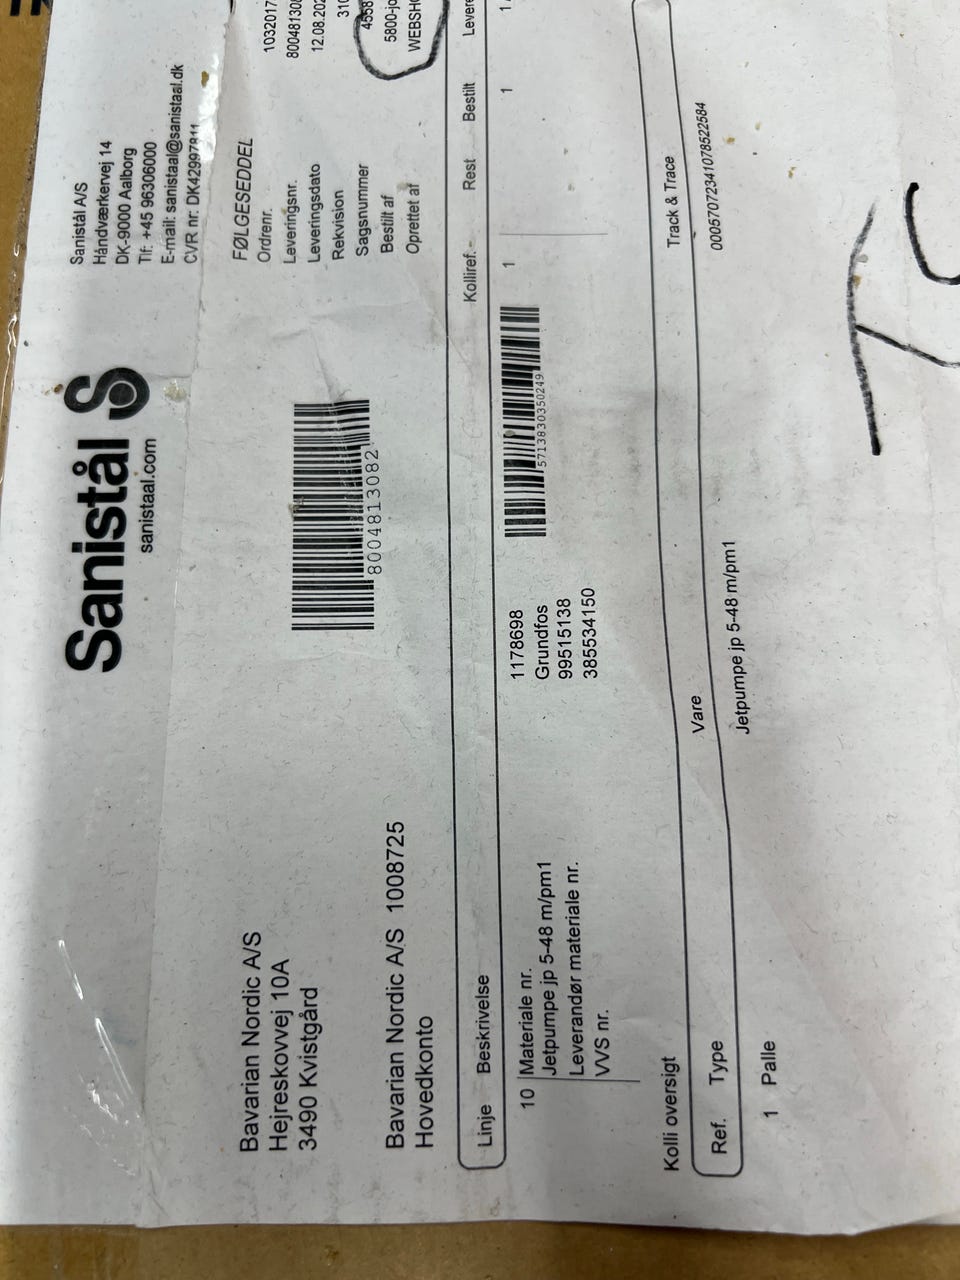 Sanistål
sanistaal.com
Sanistål A/S
Håndværkervej 14
DK-9000 Aalborg
Tlf: +45 96306000
E-mail: sanistaal@sanistaal.dk
CVR nr: DK42997811
Bavarian Nordic A/S
Hejreskovvej 10A
3490 Kvistgård
Bavarian Nordic A/S 1008725
Hovedkonto
8004813082
FØLGESEDDEL
Ordrenr.
Leveringsnr.
Leveringsdato
Rekvision
Sagsnummer
Bestilt af
Oprettet af
Linje Beskrivelse Kolliref. Rest Bestilt
10 Materiale nr. 1178698 1 1
Jetpumpe jp 5-48 m/pm1 Grundfos
Leverandør materiale nr. 99515138
VVS nr. 385534150
5713830350249
Kolli oversigt
Ref. Type Vare Track & Trace
1 Palle Jetpumpe jp 5-48 m/pm1 00057072341078522584